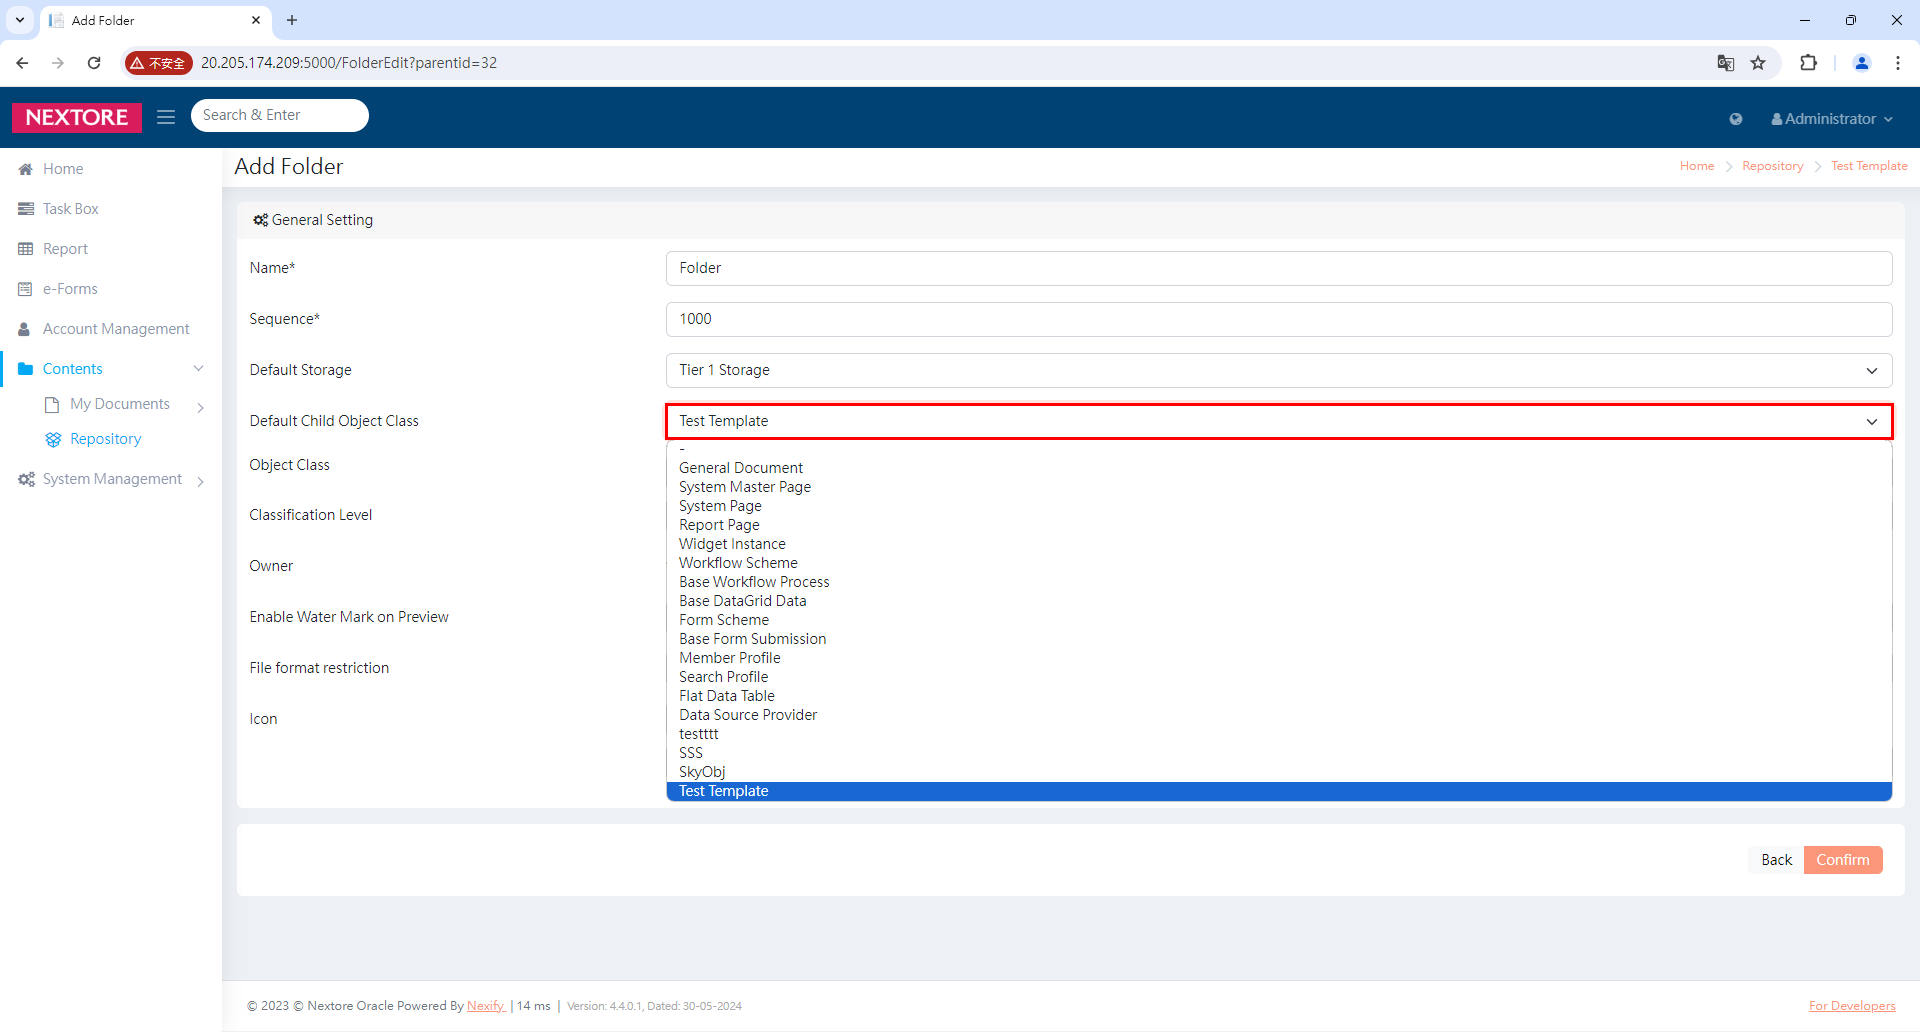 Add Folder
不安全
20.205.174.209:5000/FolderEdit?parentid=32
NEXTORE
Search & Enter
Administrator
Home
Task Box
Report
e-Forms
Account Management
Contents
My Documents
Repository
System Management
Add Folder
Home
Repository
Test Template
General Setting
Name*
Folder
Sequence*
1000
Default Storage
Tier 1 Storage
Default Child Object Class
Test Template
Object Class
Classification Level
Owner
Enable Water Mark on Preview
File format restriction
Icon
-
General Document
System Master Page
System Page
Report Page
Widget Instance
Workflow Scheme
Base Workflow Process
Base DataGrid Data
Form Scheme
Base Form Submission
Member Profile
Search Profile
Flat Data Table
Data Source Provider
testttt
SSS
SkyObj
Test Template
Back
Confirm
© 2023 © Nextore Oracle Powered By Nexify | 14 ms | Version: 4.4.0.1, Dated: 30-05-2024
For Developers